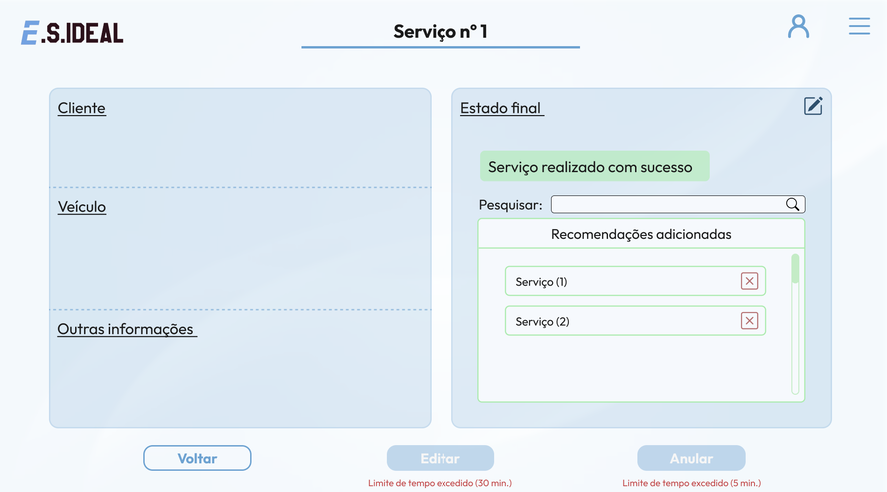 E.S.IDEAL
Serviço nº 1
Cliente
Veículo
Outras informações
Estado final
Serviço realizado com sucesso
Pesquisar:
Recomendações adicionadas
Serviço (1)
Serviço (2)
Voltar
Editar
Limite de tempo excedido (30 min.)
Anular
Limite de tempo excedido (5 min.)